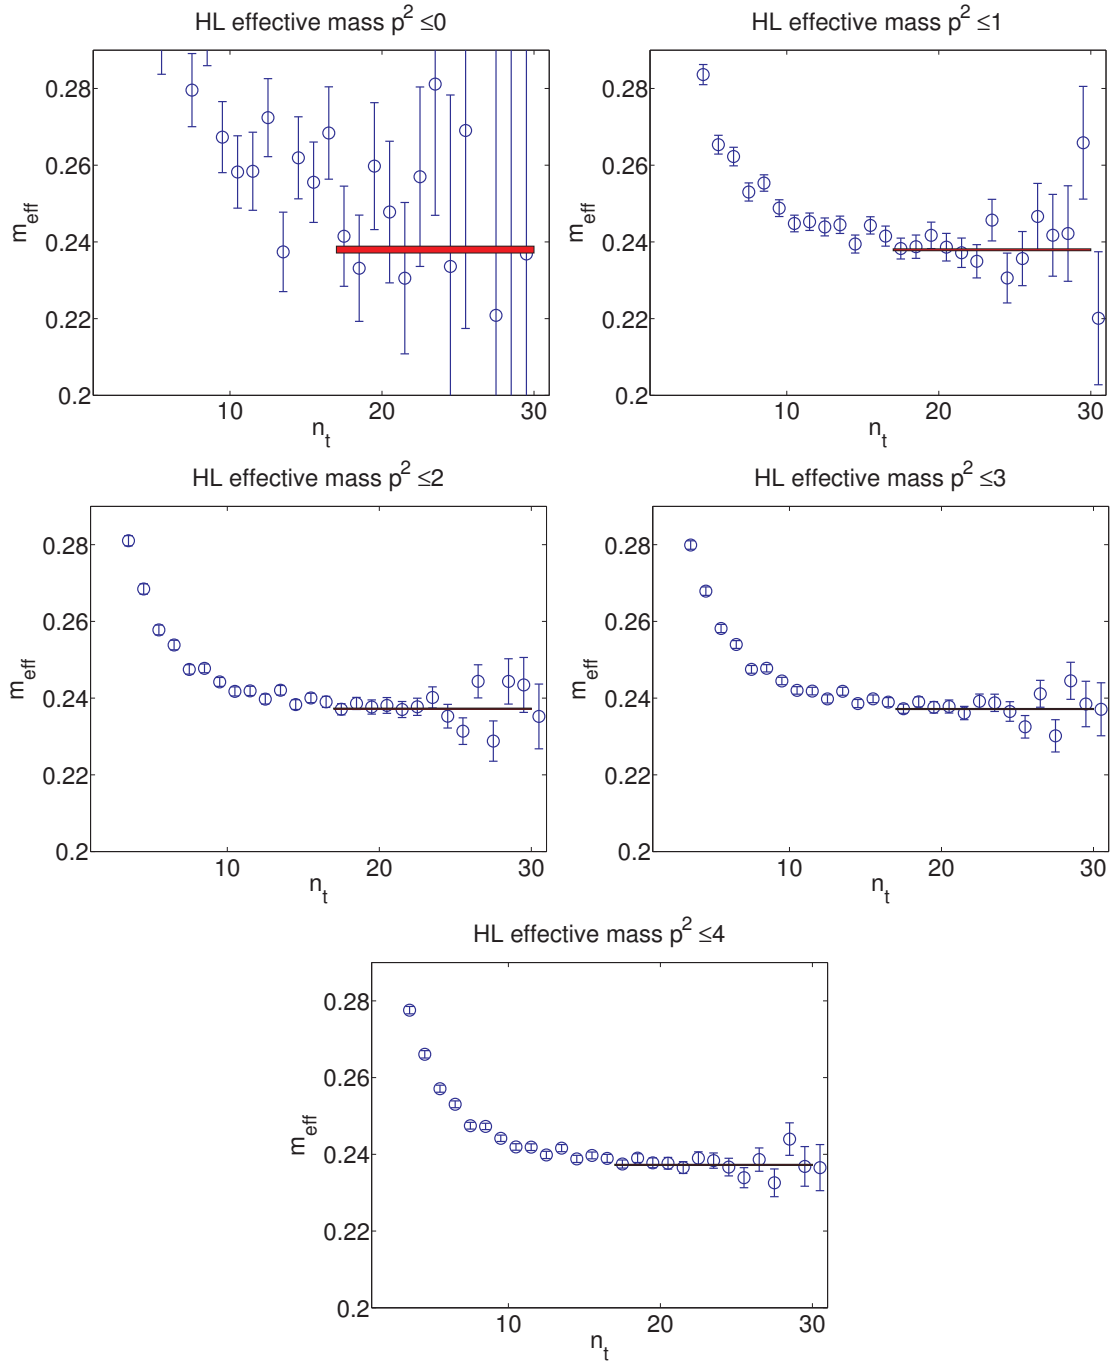 HL effective mass p² ≤0
0.28
0.26
0.24
0.22
0.2
m_eff
10 20 30
n_t
HL effective mass p² ≤1
0.28
0.26
0.24
0.22
0.2
m_eff
10 20 30
n_t
HL effective mass p² ≤2
0.28
0.26
0.24
0.22
0.2
m_eff
10 20 30
n_t
HL effective mass p² ≤3
0.28
0.26
0.24
0.22
0.2
m_eff
10 20 30
n_t
HL effective mass p² ≤4
0.28
0.26
0.24
0.22
0.2
m_eff
10 20 30
n_t